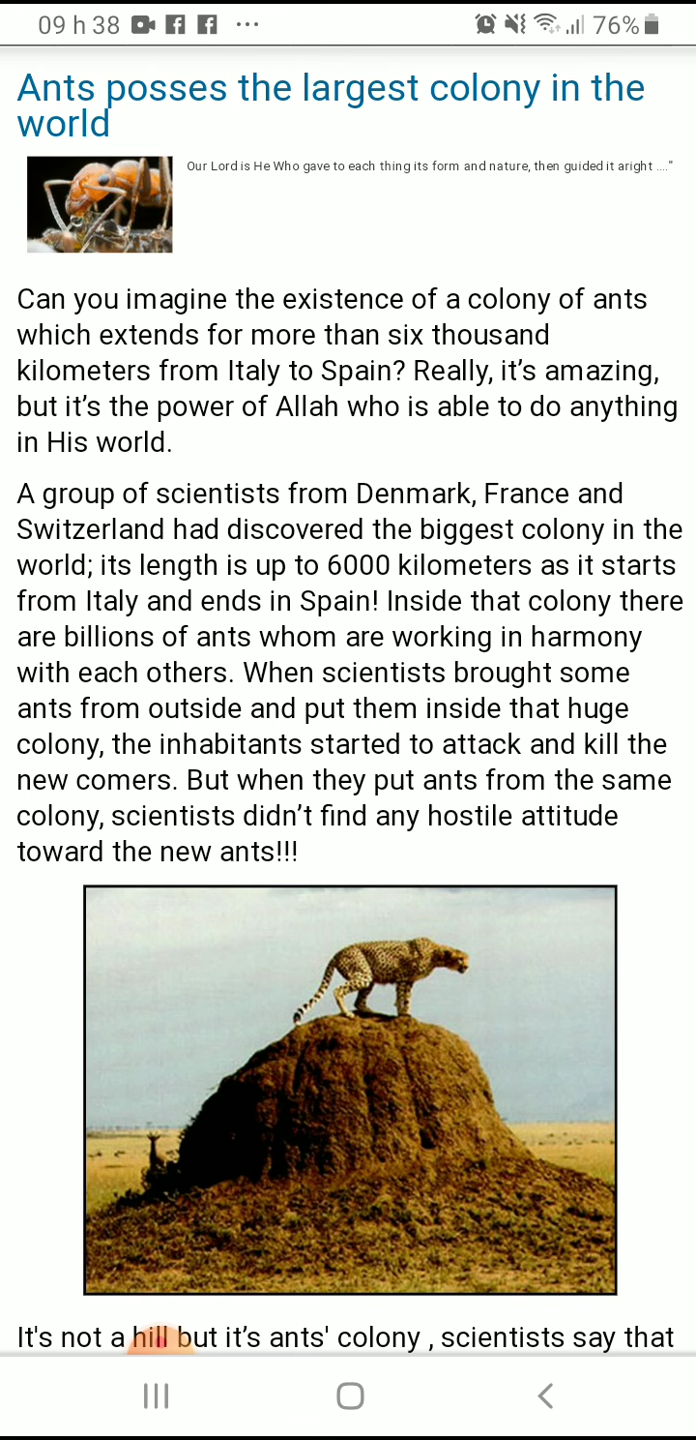 09 h 38
76%
Ants posses the largest colony in the
world
Our Lord is He Who gave to each thing its form and nature, then guided it aright ...."
Can you imagine the existence of a colony of ants
which extends for more than six thousand
kilometers from Italy to Spain? Really, it’s amazing,
but it’s the power of Allah who is able to do anything
in His world.
A group of scientists from Denmark, France and
Switzerland had discovered the biggest colony in the
world; its length is up to 6000 kilometers as it starts
from Italy and ends in Spain! Inside that colony there
are billions of ants whom are working in harmony
with each others. When scientists brought some
ants from outside and put them inside that huge
colony, the inhabitants started to attack and kill the
new comers. But when they put ants from the same
colony, scientists didn’t find any hostile attitude
toward the new ants!!!
It's not a hill but it’s ants' colony , scientists say that